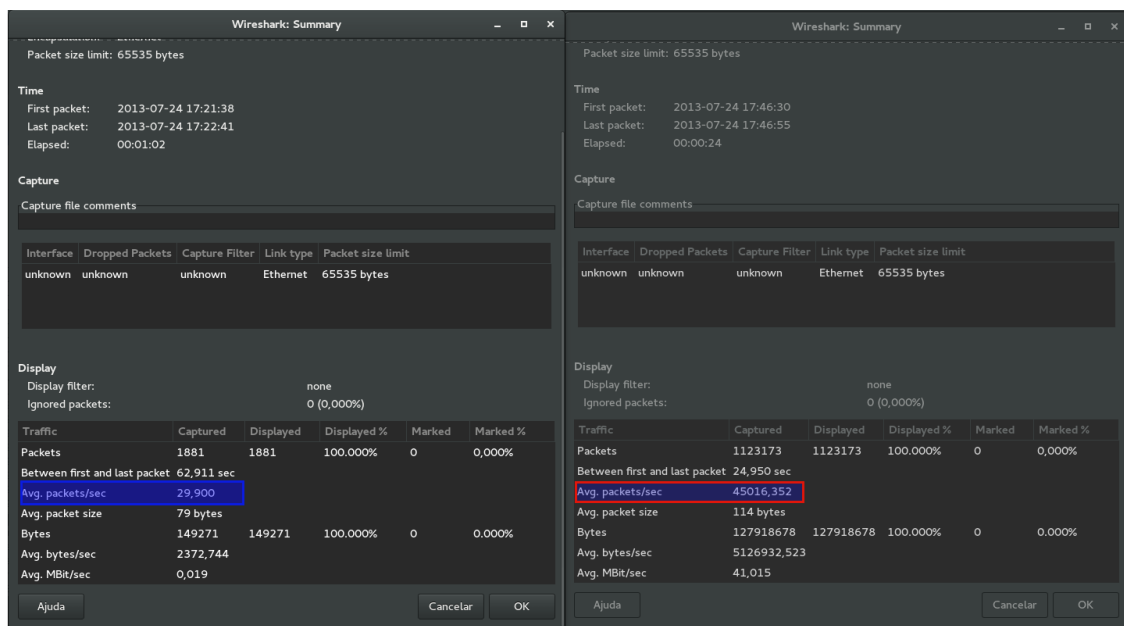 Wireshark: Summary
Packet size limit: 65535 bytes
Time
First packet: 2013-07-24 17:21:38
Last packet: 2013-07-24 17:22:41
Elapsed: 00:01:02
Capture
Capture file comments
Interface Dropped Packets Capture Filter Link type Packet size limit
unknown unknown unknown Ethernet 65535 bytes
Display
Display filter: none
Ignored packets: 0 (0,000%)
Traffic Captured Displayed Displayed % Marked Marked %
Packets 1881 1881 100.000% 0 0,000%
Between first and last packet 62,911 sec
Avg. packets/sec 29,900
Avg. packet size 79 bytes
Bytes 149271 149271 100.000% 0 0.000%
Avg. bytes/sec 2372,744
Avg. MBit/sec 0,019
Ajuda Cancelar OK
Wireshark: Summary
Packet size limit: 65535 bytes
Time
First packet: 2013-07-24 17:46:30
Last packet: 2013-07-24 17:46:55
Elapsed: 00:00:24
Capture
Capture file comments
Interface Dropped Packets Capture Filter Link type Packet size limit
unknown unknown unknown Ethernet 65535 bytes
Display
Display filter: none
Ignored packets: 0 (0,000%)
Traffic Captured Displayed Displayed % Marked Marked %
Packets 1123173 1123173 100.000% 0 0,000%
Between first and last packet 24,950 sec
Avg. packets/sec 45016,352
Avg. packet size 114 bytes
Bytes 127918678 127918678 100.000% 0 0.000%
Avg. bytes/sec 5126932,523
Avg. MBit/sec 41,015
Ajuda Cancelar OK